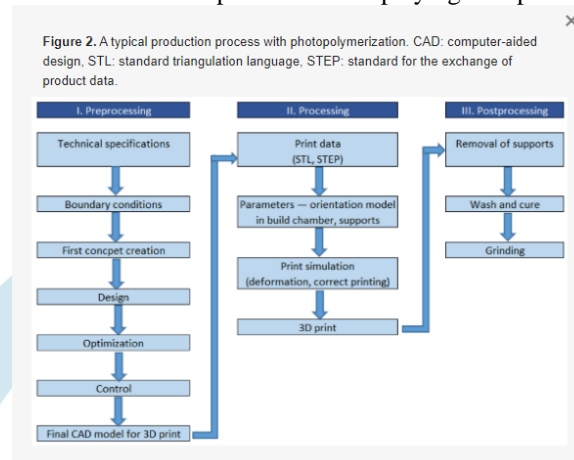 Figure 2. A typical production process with photopolymerization. CAD: computer-aided
design, STL: standard triangulation language, STEP: standard for the exchange of
product data.
I. Preprocessing
Technical specifications
Boundary conditions
First concpet creation
Design
Optimization
Control
Final CAD model for 3D print
II. Processing
Print data
(STL, STEP)
Parameters — orientation model
in build chamber, supports
Print simulation
(deformation, correct printing)
3D print
III. Postprocessing
Removal of supports
Wash and cure
Grinding